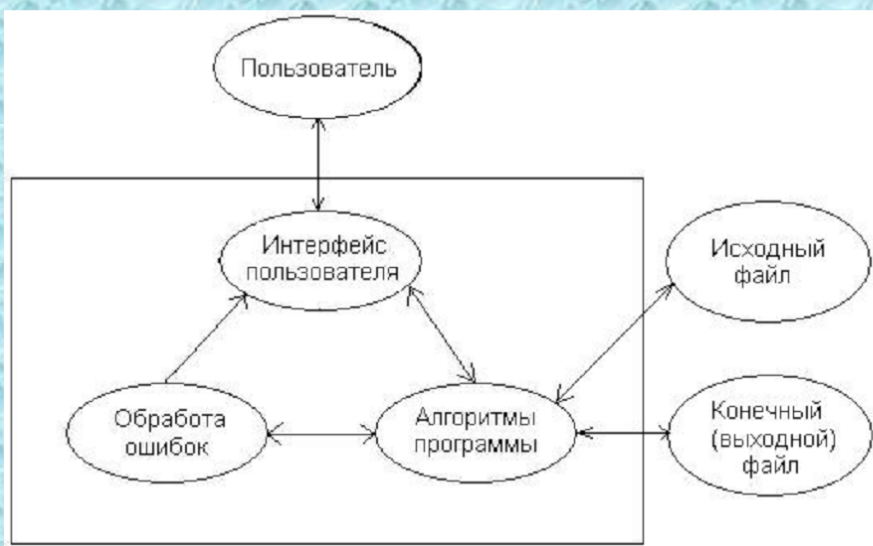 Пользователь
Интерфейс
пользователя
Исходный
файл
Обработа
ошибок
Алгоритмы
программы
Конечный
(выходной)
файл